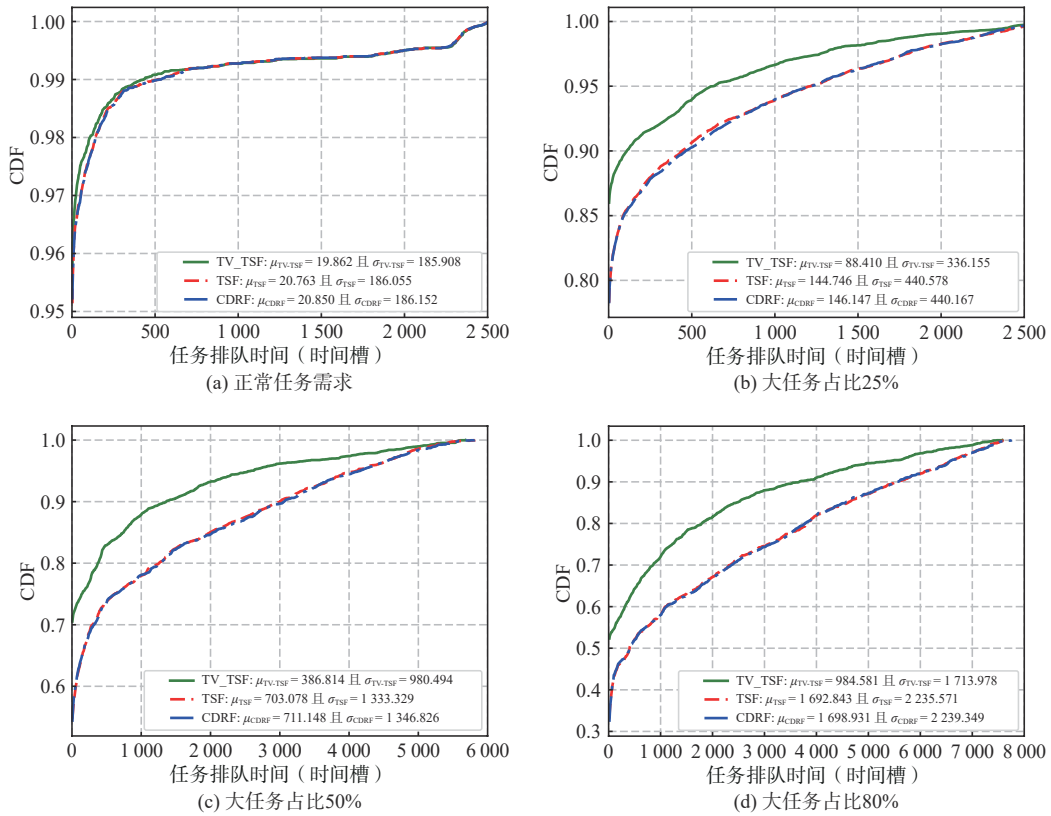 1.00
0.99
0.98
0.97
0.96
0.95
CDF
TV_TSF: μTV-TSF = 19.862 且 σTV-TSF = 185.908
TSF: μTSF = 20.763 且 σTSF = 186.055
CDRF: μCDRF = 20.850 且 σCDRF = 186.152
0 500 1 000 1 500 2 000 2 500
任务排队时间（时间槽）
(a) 正常任务需求
1.00
0.95
0.90
0.85
0.80
CDF
TV_TSF: μTV-TSF = 88.410 且 σTV-TSF = 336.155
TSF: μTSF = 144.746 且 σTSF = 440.578
CDRF: μCDRF = 146.147 且 σCDRF = 440.167
0 500 1 000 1 500 2 000 2 500
任务排队时间（时间槽）
(b) 大任务占比25%
1.0
0.9
0.8
0.7
0.6
CDF
TV_TSF: μTV-TSF = 386.814 且 σTV-TSF = 980.494
TSF: μTSF = 703.078 且 σTSF = 1 333.329
CDRF: μCDRF = 711.148 且 σCDRF = 1 346.826
0 1 000 2 000 3 000 4 000 5 000 6 000
任务排队时间（时间槽）
(c) 大任务占比50%
1.0
0.9
0.8
0.7
0.6
0.5
0.4
0.3
CDF
TV_TSF: μTV-TSF = 984.581 且 σTV-TSF = 1 713.978
TSF: μTSF = 1 692.843 且 σTSF = 2 235.571
CDRF: μCDRF = 1 698.931 且 σCDRF = 2 239.349
0 1 000 2 000 3 000 4 000 5 000 6 000 7 000 8 000
任务排队时间（时间槽）
(d) 大任务占比80%